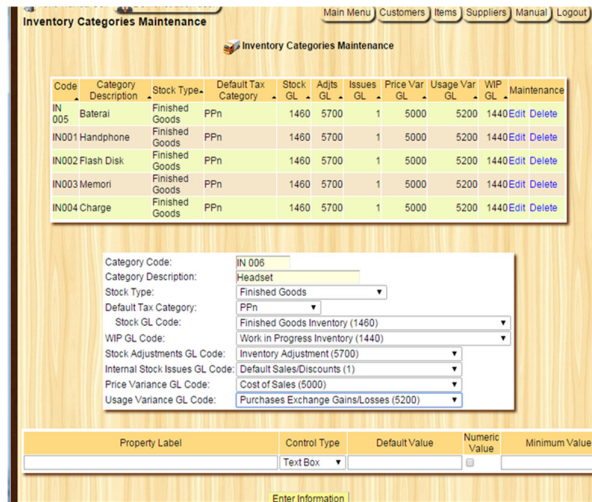 Main Menu Customers Items Suppliers Manual Logout
Inventory Categories Maintenance
Inventory Categories Maintenance
Code Category Description Stock Type Default Tax Category Stock GL Adjts GL Issues GL Price Var GL Usage Var GL WIP GL Maintenance
IN 005 Baterai Finished Goods PPn 1460 5700 1 5000 5200 1440 Edit Delete
IN001 Handphone Finished Goods PPn 1460 5700 1 5000 5200 1440 Edit Delete
IN002 Flash Disk Finished Goods PPn 1460 5700 1 5000 5200 1440 Edit Delete
IN003 Memori Finished Goods PPn 1460 5700 1 5000 5200 1440 Edit Delete
IN004 Charge Finished Goods PPn 1460 5700 1 5000 5200 1440 Edit Delete
Category Code: IN 006
Category Description: Headset
Stock Type: Finished Goods
Default Tax Category: PPn
Stock GL Code: Finished Goods Inventory (1460)
WIP GL Code: Work in Progress Inventory (1440)
Stock Adjustments GL Code: Inventory Adjustment (5700)
Internal Stock Issues GL Code: Default Sales/Discounts (1)
Price Variance GL Code: Cost of Sales (5000)
Usage Variance GL Code: Purchases Exchange Gains/Losses (5200)
Property Label Control Type Default Value Numeric Value Minimum Value
Text Box
Enter Information